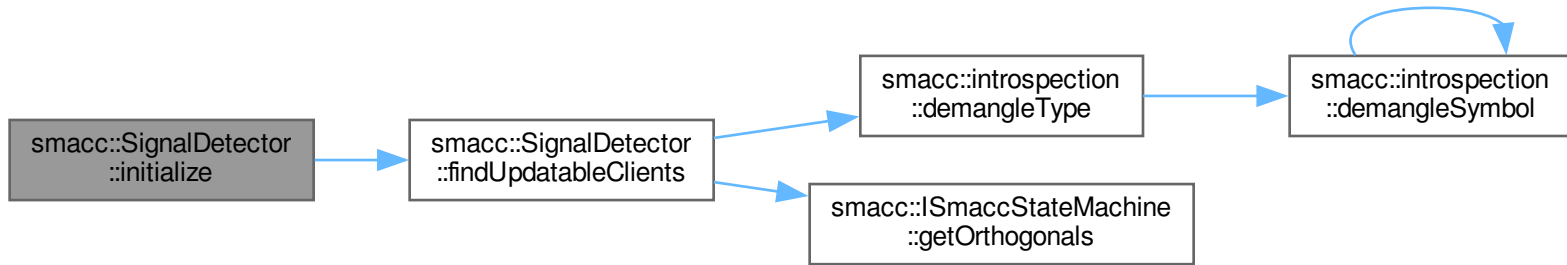 smacc::SignalDetector
::initialize
smacc::SignalDetector
::findUpdatableClients
smacc::introspection
::demangleType
smacc::introspection
::demangleSymbol
smacc::ISmaccStateMachine
::getOrthogonals